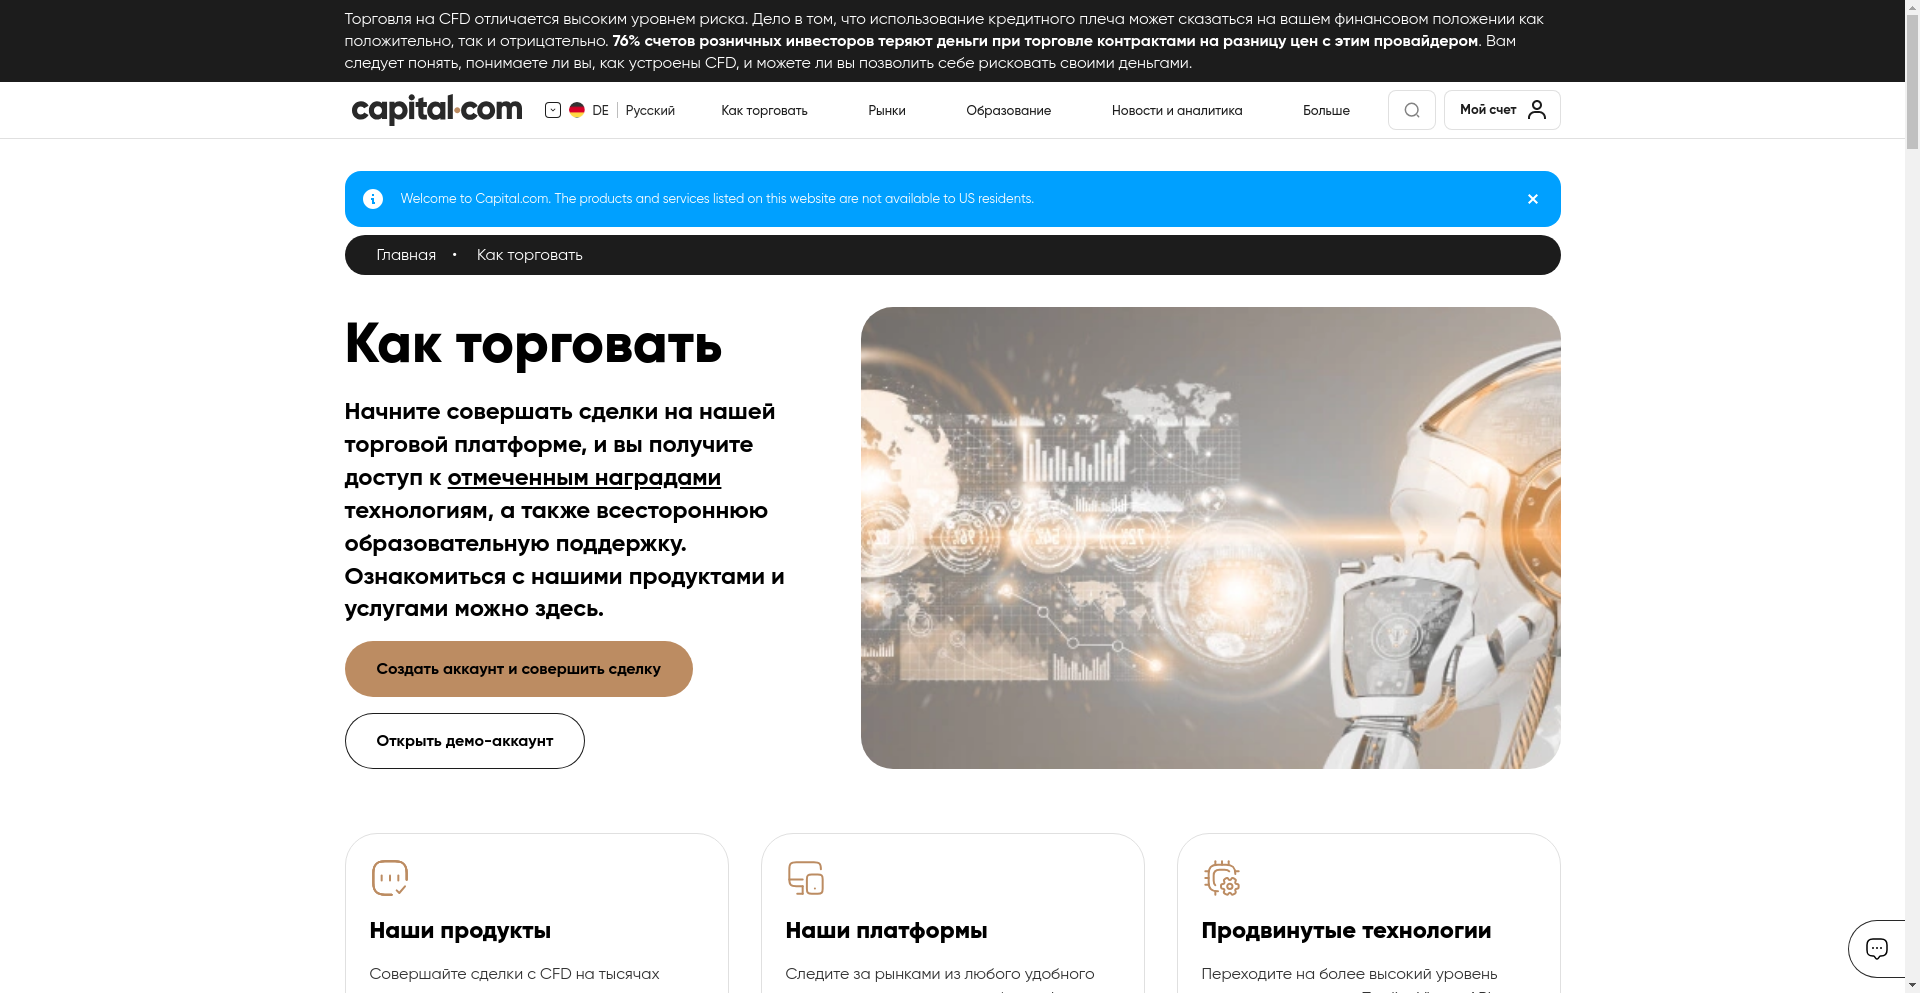 Торговля на CFD отличается высоким уровнем риска. Дело в том, что использование кредитного плеча может сказаться на вашем финансовом положении как
положительно, так и отрицательно. 76% счетов розничных инвесторов теряют деньги при торговле контрактами на разницу цен с этим провайдером. Вам
следует понять, понимаете ли вы, как устроены CFD, и можете ли вы позволить себе рисковать своими деньгами.
capital.com DE Русский Как торговать Рынки Образование Новости и аналитика Больше Мой счет
Welcome to Capital.com. The products and services listed on this website are not available to US residents.
Главная • Как торговать
Как торговать
Начните совершать сделки на нашей
торговой платформе, и вы получите
доступ к отмеченным наградами
технологиям, а также всестороннюю
образовательную поддержку.
Ознакомиться с нашими продуктами и
услугами можно здесь.
Создать аккаунт и совершить сделку
Открыть демо-аккаунт
Наши продукты
Совершайте сделки с CFD на тысячах
Наши платформы
Следите за рынками из любого удобного
Продвинутые технологии
Переходите на более высокий уровень